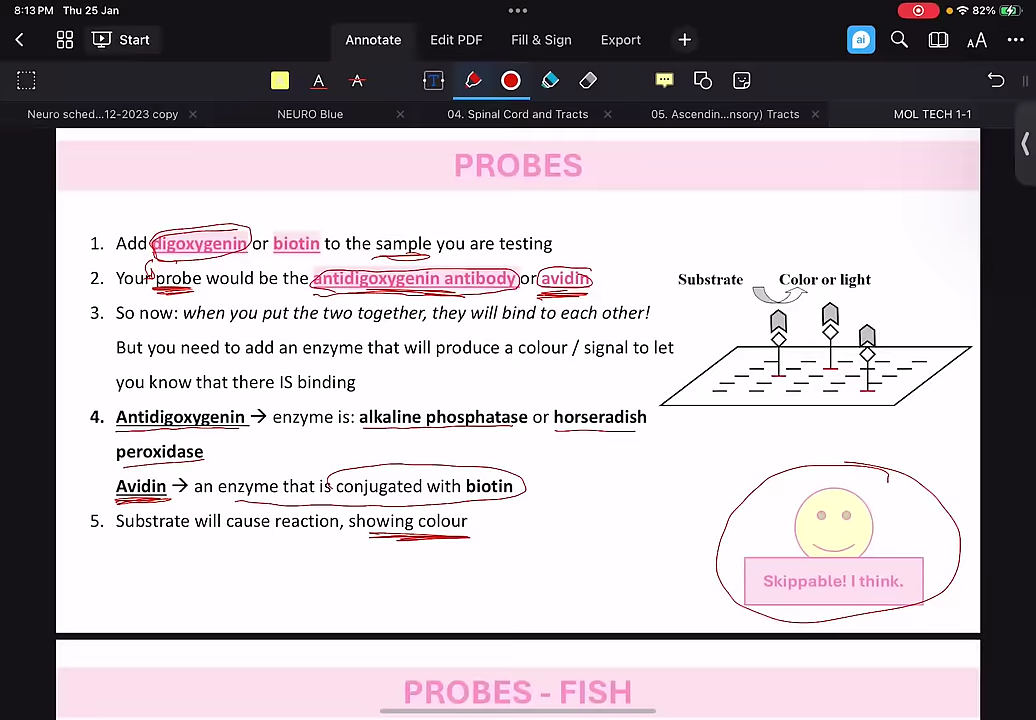 8:13 PM Thu 25 Jan
82%
Start
Annotate Edit PDF Fill & Sign Export
ai
AA
T A A
Neuro sched....12-2023 copy
NEURO Blue
04. Spinal Cord and Tracts
05. Ascendin...nsory) Tracts
MOL TECH 1-1
PROBES
1. Add digoxygenin or biotin to the sample you are testing
2. Your probe would be the antidigoxygenin antibody or avidin
3. So now: when you put the two together, they will bind to each other!
But you need to add an enzyme that will produce a colour / signal to let
you know that there IS binding
4. Antidigoxygenin → enzyme is: alkaline phosphatase or horseradish
peroxidase
Avidin → an enzyme that is conjugated with biotin
5. Substrate will cause reaction, showing colour
Substrate Color or light
Skippable! I think.
PROBES - FISH